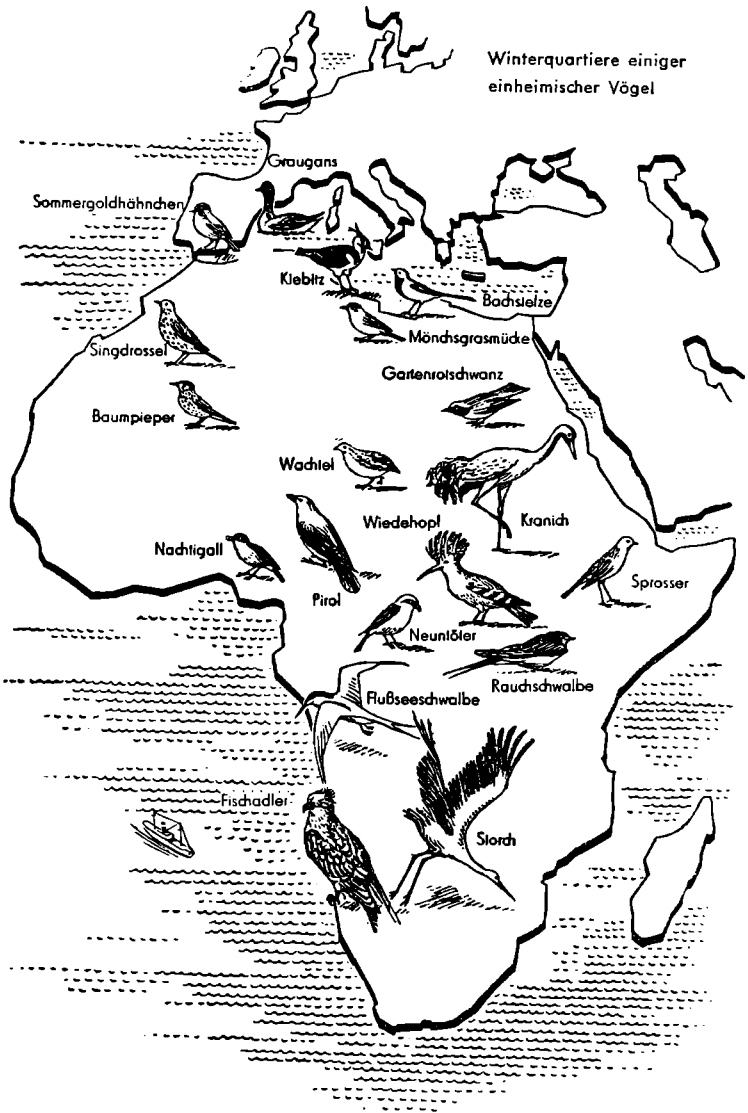 Winterquartiere einiger
einheimischer Vögel
Graugans
Sommergoldhähnchen
Kiebitz
Bachstelze
Mönchsgrasmücke
Singdrossel
Gartenrotschwanz
Baumpieper
Wachtel
Wiedehopf
Kranich
Nachtigall
Sprosser
Pirol
Neuntöter
Rauchschwalbe
Flußseeschwalbe
Fischadler
Storch